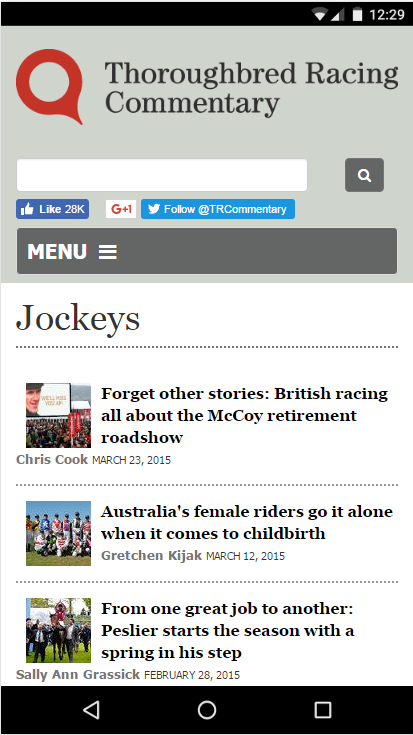 12:29
Thoroughbred Racing
Commentary
Like 28K
G+1
Follow @TRCommentary
MENU
Jockeys
WE'LL MISS
YOU AP!
Forget other stories: British racing
all about the McCoy retirement
roadshow
Chris Cook MARCH 23, 2015
Australia's female riders go it alone
when it comes to childbirth
Gretchen Kijak MARCH 12, 2015
From one great job to another:
Peslier starts the season with a
spring in his step
Sally Ann Grassick FEBRUARY 28, 2015